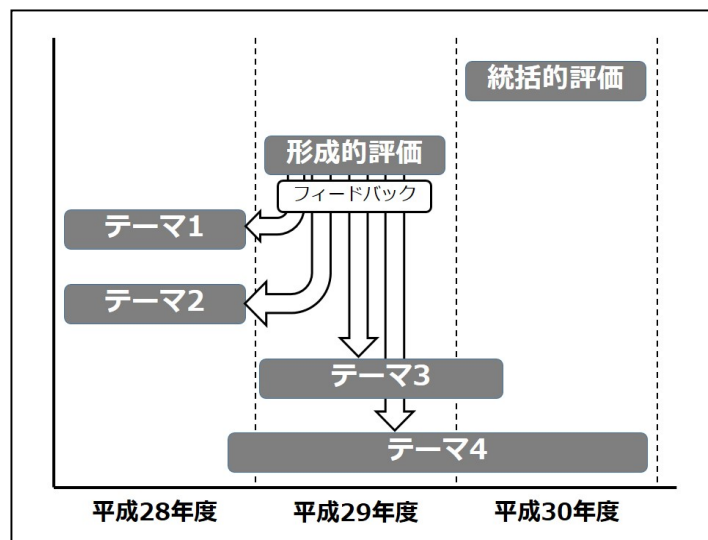 統括的評価
形成的評価
フィードバック
テーマ1
テーマ2
テーマ3
テーマ4
平成28年度
平成29年度
平成30年度